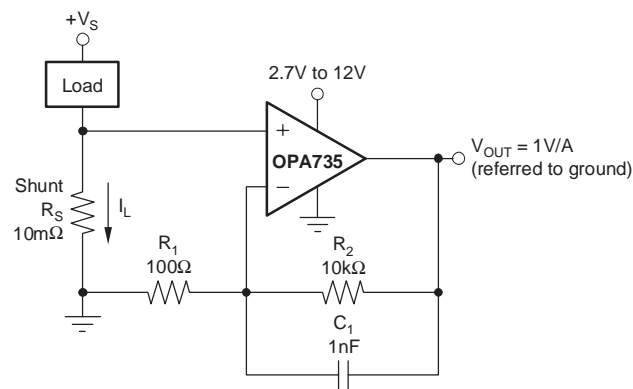 +VS
Load
2.7V to 12V
+
OPA735
−
VOUT = 1V/A
(referred to ground)
Shunt
RS
10mΩ
IL
R1
100Ω
R2
10kΩ
C1
1nF